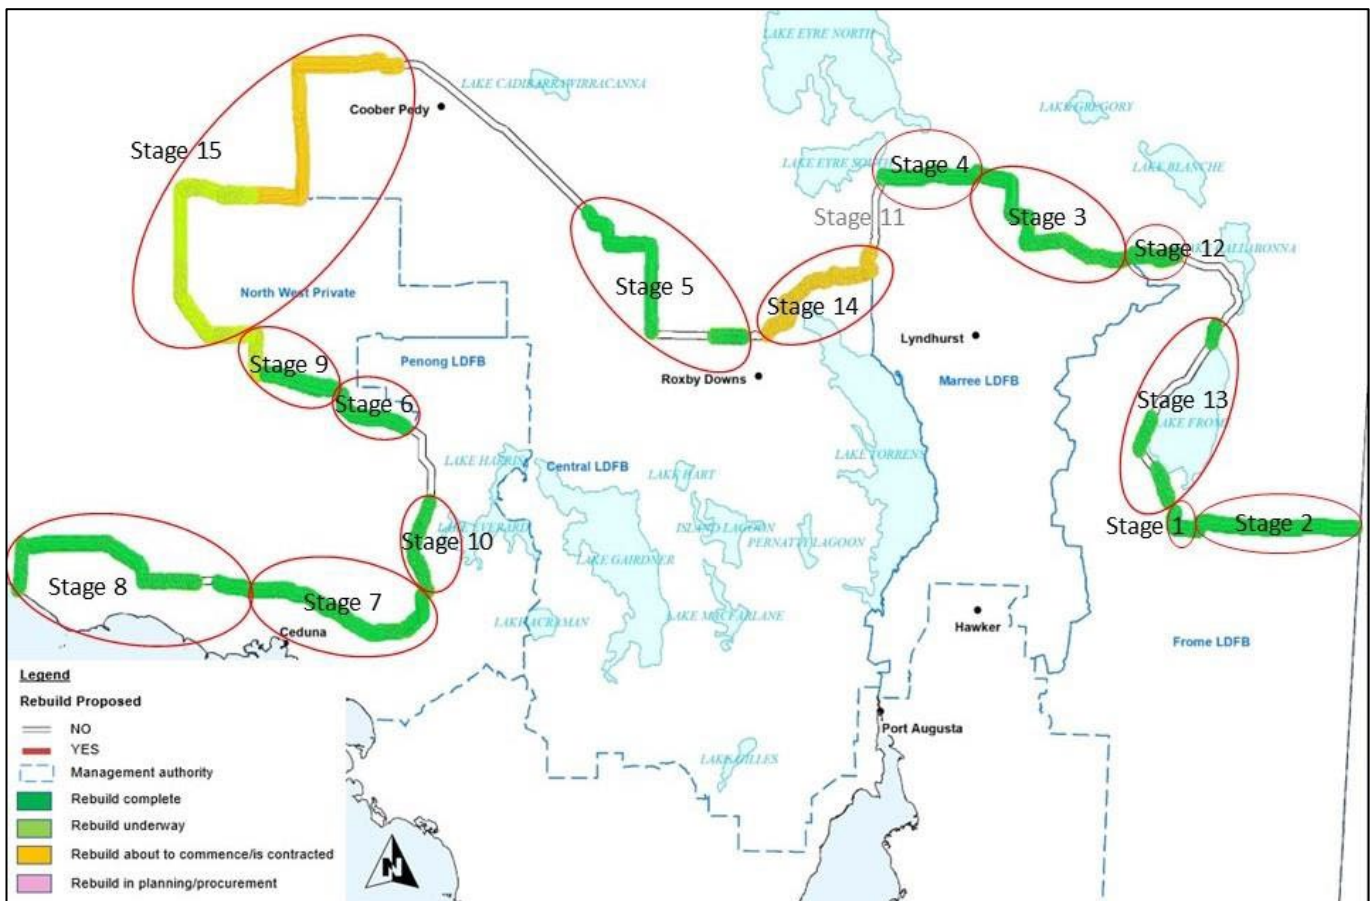 LAKE EYRE NORTH
LAKE CADIBARRAWIRRACANNA
Coober Pedy
LAKE GREGORY
Stage 15
LAKE EYRE SOUTH
Stage 4
LAKE BLANCHE
Stage 11
Stage 3
Stage 12
North West Private
Stage 5
Stage 14
Lyndhurst
Stage 9
Penong LDFB
Roxby Downs
Marree LDFB
Stage 6
Stage 13
LAKE FROME
LAKE HARRIS
Central LDFB
LAKE HART
LAKE TORRENS
LAKE EVERARD
ISLAND LAGOON
Stage 1
Stage 2
Stage 10
PERNATTY LAGOON
LAKE GAIRDNER
Stage 8
Stage 7
LAKE ACRAMAN
LAKE MACFARLANE
Ceduna
Hawker
Frome LDFB
Port Augusta
LAKE GILLES
Legend
Rebuild Proposed
NO
YES
Management authority
Rebuild complete
Rebuild underway
Rebuild about to commence/is contracted
Rebuild in planning/procurement
N